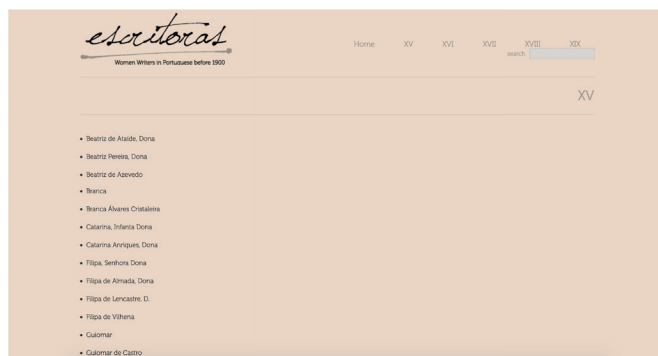 escritoras
Women Writers in Portuguese before 1900
Home XV XVI XVII XVIII XIX
search
XV
• Beatriz de Ataíde, Dona
• Beatriz Pereira, Dona
• Beatriz de Azevedo
• Branca
• Branca Álvares Cristaleira
• Catarina, Infanta Dona
• Catarina Anriques, Dona
• Filipa, Senhora Dona
• Filipa de Almada, Dona
• Filipa de Lencastre, D.
• Filipa de Vilhena
• Guiomar
• Guiomar de Castro